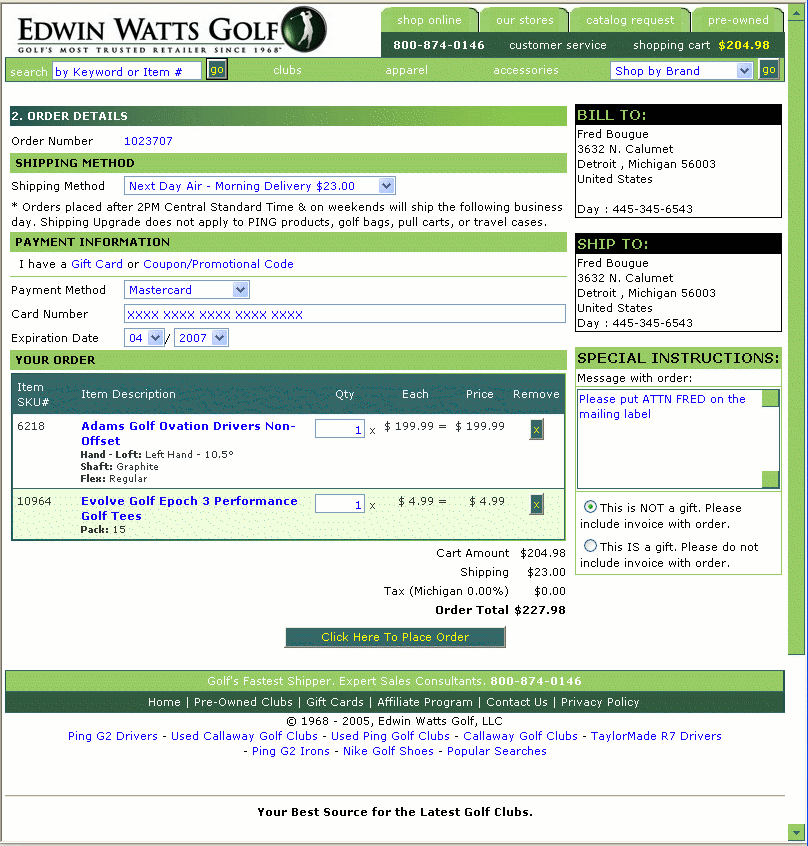 EDWIN WATTS GOLF
GOLF'S MOST TRUSTED RETAILER SINCE 1968
shop online
our stores
catalog request
pre-owned
800-874-0146 customer service shopping cart $204.98
search by Keyword or Item # go clubs apparel accessories Shop by Brand go
2. ORDER DETAILS
Order Number 1023707
SHIPPING METHOD
Shipping Method Next Day Air - Morning Delivery $23.00
* Orders placed after 2PM Central Standard Time & on weekends will ship the following business
day. Shipping Upgrade does not apply to PING products, golf bags, pull carts, or travel cases.
PAYMENT INFORMATION
I have a Gift Card or Coupon/Promotional Code
Payment Method Mastercard
Card Number XXXX XXXX XXXX XXXX XXXX
Expiration Date 04 / 2007
YOUR ORDER
Item
SKU# Item Description Qty Each Price Remove
6218 Adams Golf Ovation Drivers Non- 1 x $ 199.99 = $ 199.99 x
Offset
Hand - Loft: Left Hand - 10.5°
Shaft: Graphite
Flex: Regular
10964 Evolve Golf Epoch 3 Performance 1 x $ 4.99 = $ 4.99 x
Golf Tees
Pack: 15
Cart Amount $204.98
Shipping $23.00
Tax (Michigan 0.00%) $0.00
Order Total $227.98
Click Here To Place Order
BILL TO:
Fred Bougue
3632 N. Calumet
Detroit , Michigan 56003
United States
Day : 445-345-6543
SHIP TO:
Fred Bougue
3632 N. Calumet
Detroit , Michigan 56003
United States
Day : 445-345-6543
SPECIAL INSTRUCTIONS:
Message with order:
Please put ATTN FRED on the
mailing label
This is NOT a gift. Please
include invoice with order.
This IS a gift. Please do not
include invoice with order.
Golf's Fastest Shipper. Expert Sales Consultants. 800-874-0146
Home | Pre-Owned Clubs | Gift Cards | Affiliate Program | Contact Us | Privacy Policy
© 1968 - 2005, Edwin Watts Golf, LLC
Ping G2 Drivers - Used Callaway Golf Clubs - Used Ping Golf Clubs - Callaway Golf Clubs - TaylorMade R7 Drivers
- Ping G2 Irons - Nike Golf Shoes - Popular Searches
Your Best Source for the Latest Golf Clubs.